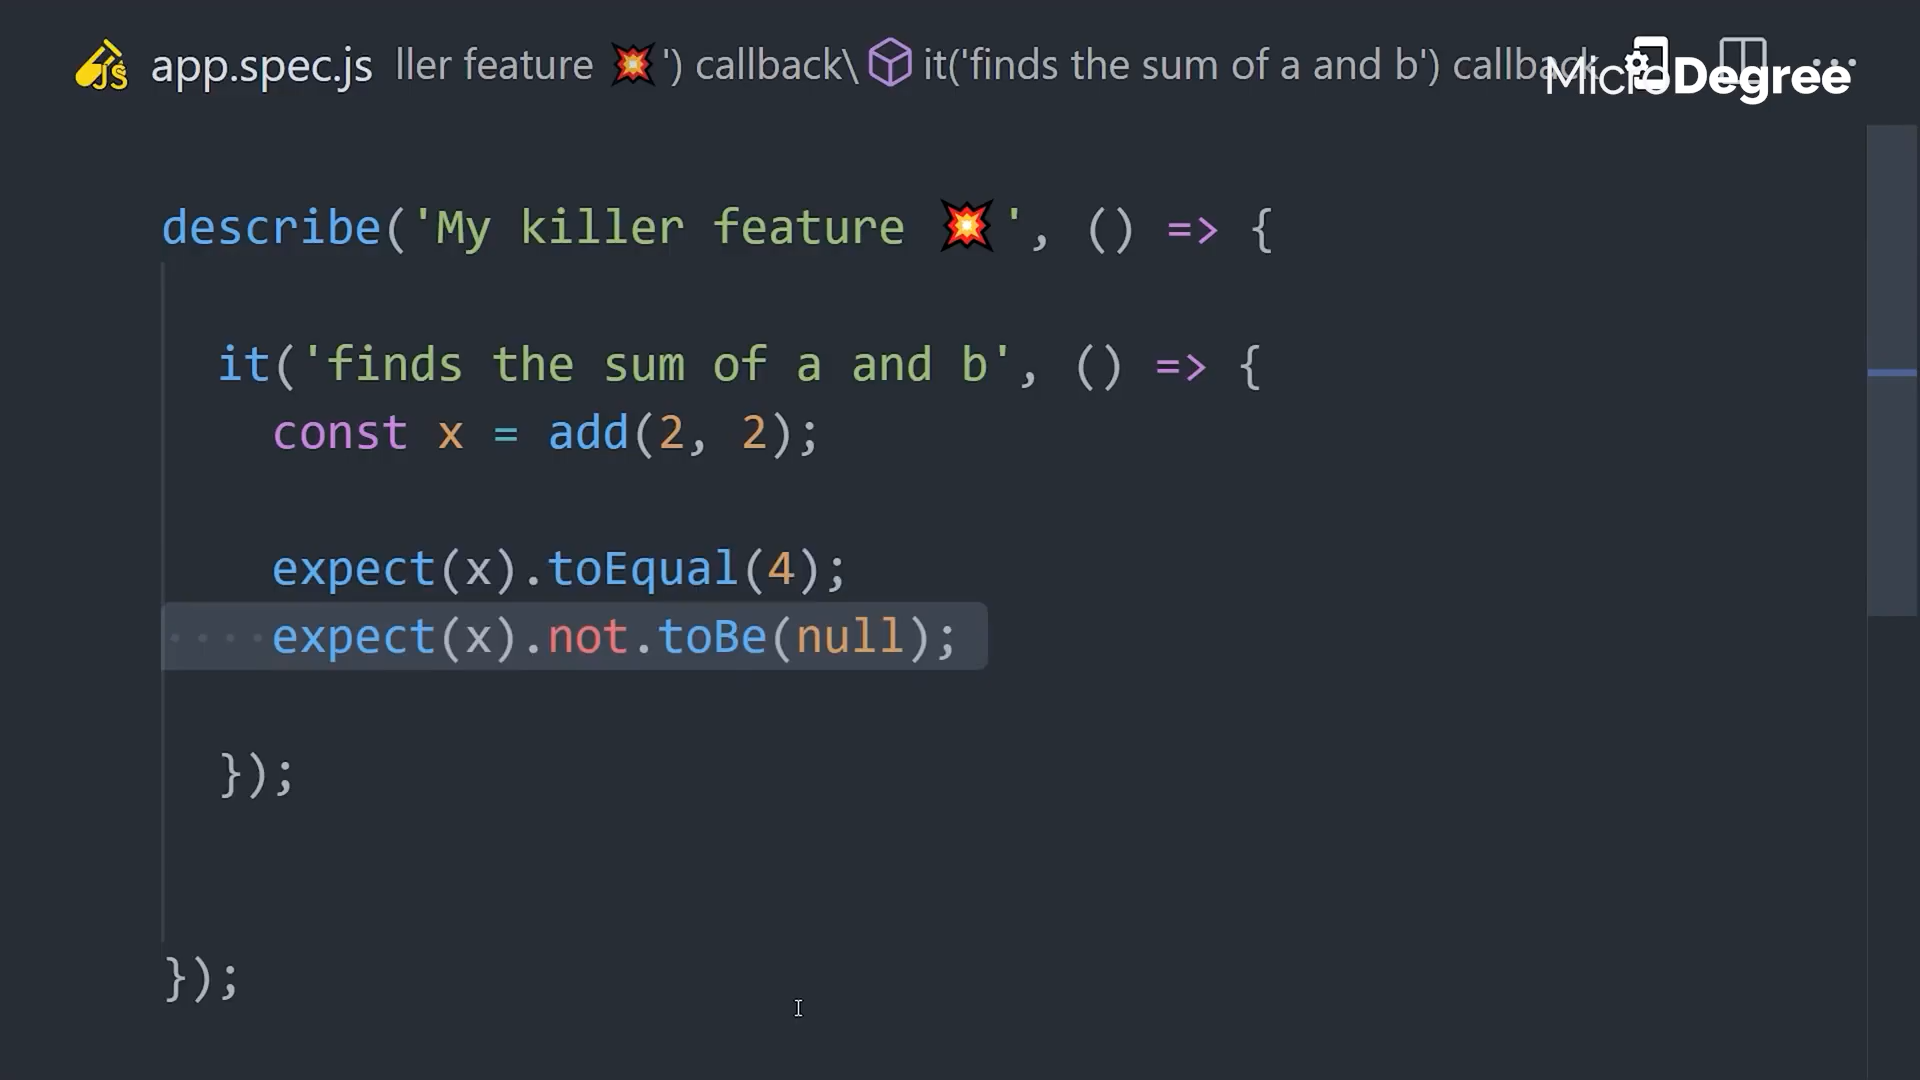 app.spec.js ller feature 💥') callback\ it('finds the sum of a and b') callback
MicroDegree
describe('My killer feature 💥', () => {
it('finds the sum of a and b', () => {
const x = add(2, 2);
expect(x).toEqual(4);
expect(x).not.toBe(null);
});
});